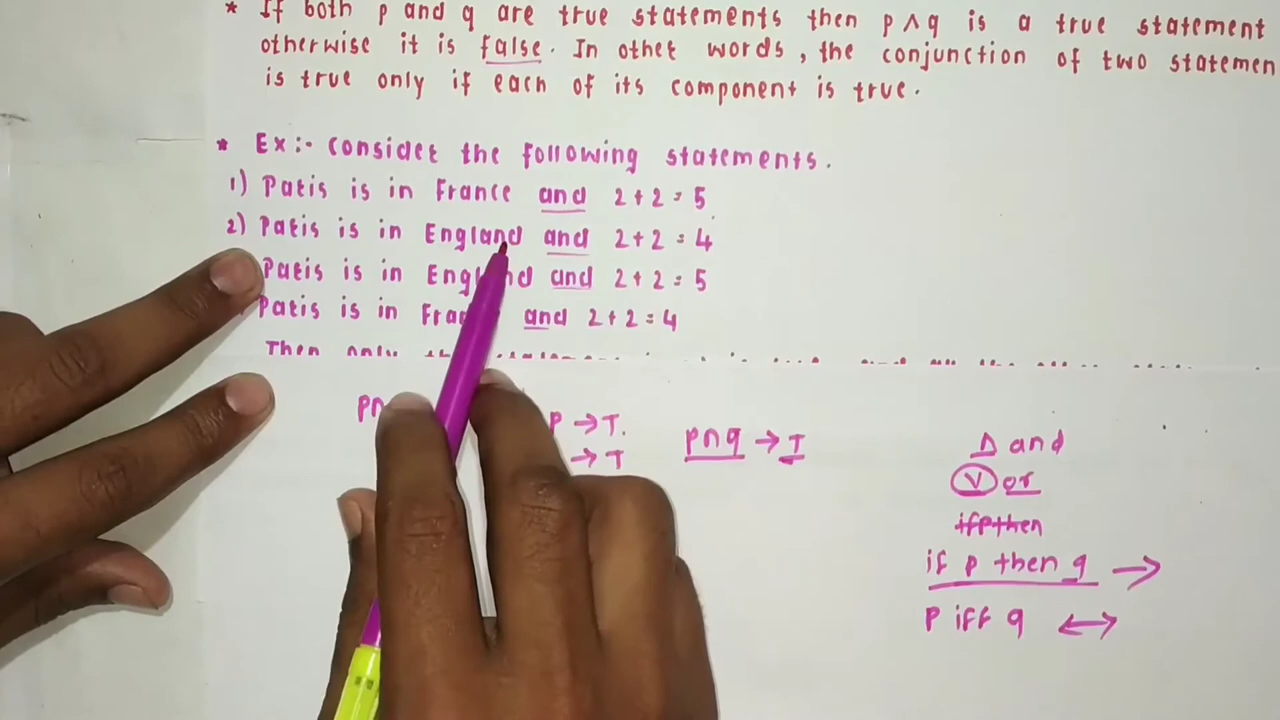 * If both p and q are true statements then p ∧ q is a true statement
otherwise it is false. In other words, the conjunction of two statemen
is true only if each of its component is true.
* Ex:- Consider the following statements.
1) Paris is in France and 2+2=5
2) Paris is in England and 2+2=4
Paris is in England and 2+2=5
Paris is in Fra and 2+2=4
Then only
p∩
P → T.
→ T
p∩q → T
∆ and
V or
if p then
if p then q →
P iff q ↔